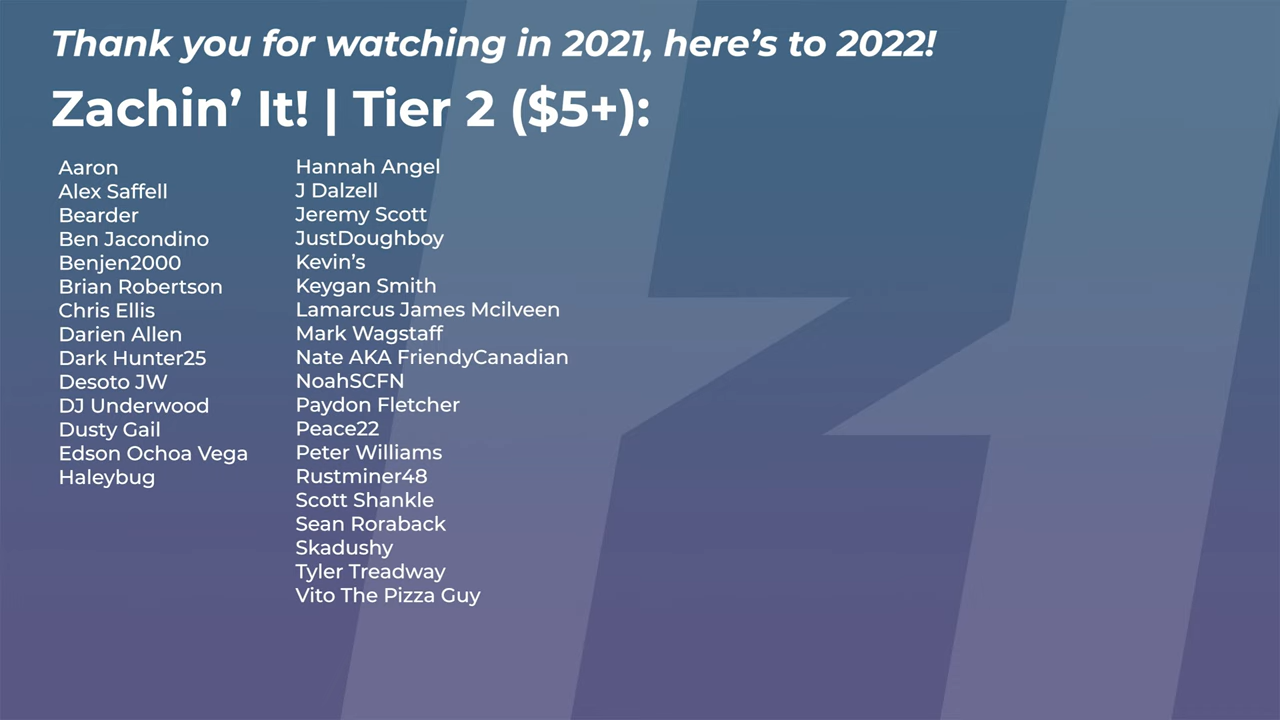 Thank you for watching in 2021, here's to 2022!
Zachin' It! | Tier 2 ($5+):
Aaron
Alex Saffell
Bearder
Ben Jacondino
Benjen2000
Brian Robertson
Chris Ellis
Darien Allen
Dark Hunter25
Desoto JW
DJ Underwood
Dusty Gail
Edson Ochoa Vega
Haleybug
Hannah Angel
J Dalzell
Jeremy Scott
JustDoughboy
Kevin's
Keygan Smith
Lamarcus James Mcilveen
Mark Wagstaff
Nate AKA FriendyCanadian
NoahSCFN
Paydon Fletcher
Peace22
Peter Williams
Rustminer48
Scott Shankle
Sean Roraback
Skadushy
Tyler Treadway
Vito The Pizza Guy